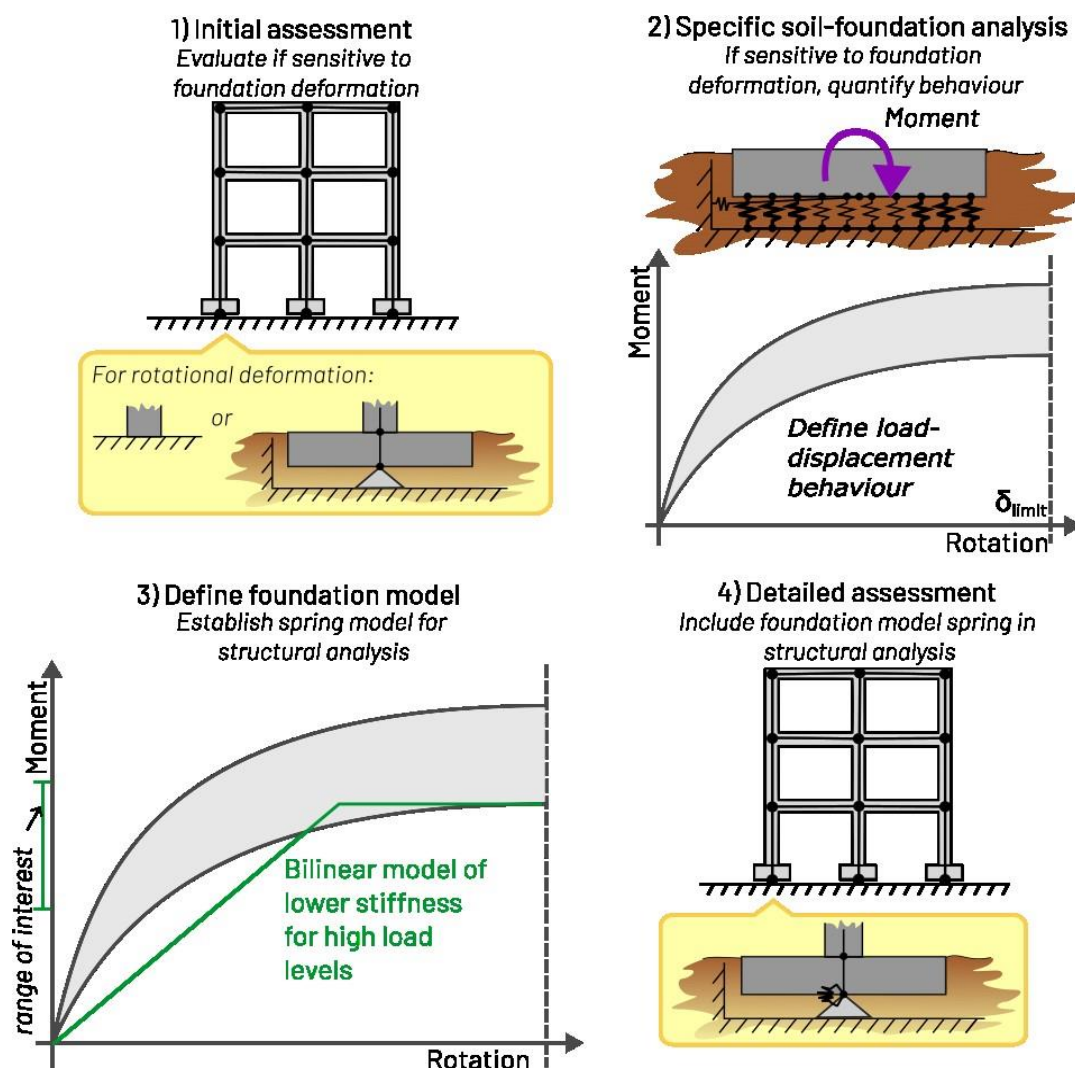 1) Initial assessment
Evaluate if sensitive to
foundation deformation
For rotational deformation:
or
2) Specific soil-foundation analysis
If sensitive to foundation
deformation, quantify behaviour
Moment
Moment
Define load-
displacement
behaviour
δlimit
Rotation
3) Define foundation model
Establish spring model for
structural analysis
Moment
range of interest
Bilinear model of
lower stiffness
for high load
levels
Rotation
4) Detailed assessment
Include foundation model spring in
structural analysis